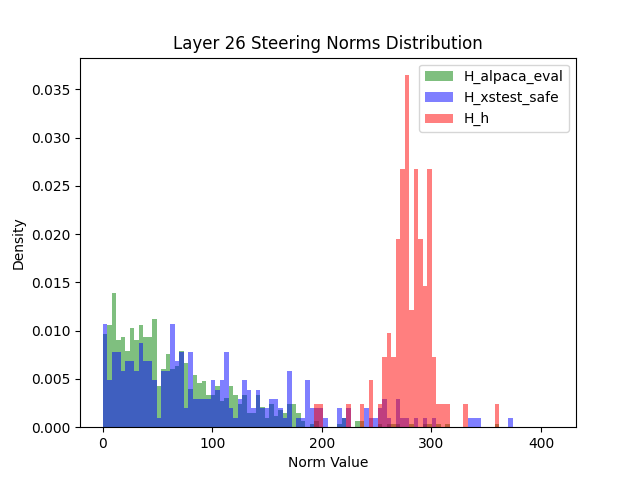 Layer 26 Steering Norms Distribution
H_alpaca_eval
H_xstest_safe
H_h
0.035
0.030
0.025
0.020
0.015
0.010
0.005
0.000
Density
0
100
200
300
400
Norm Value